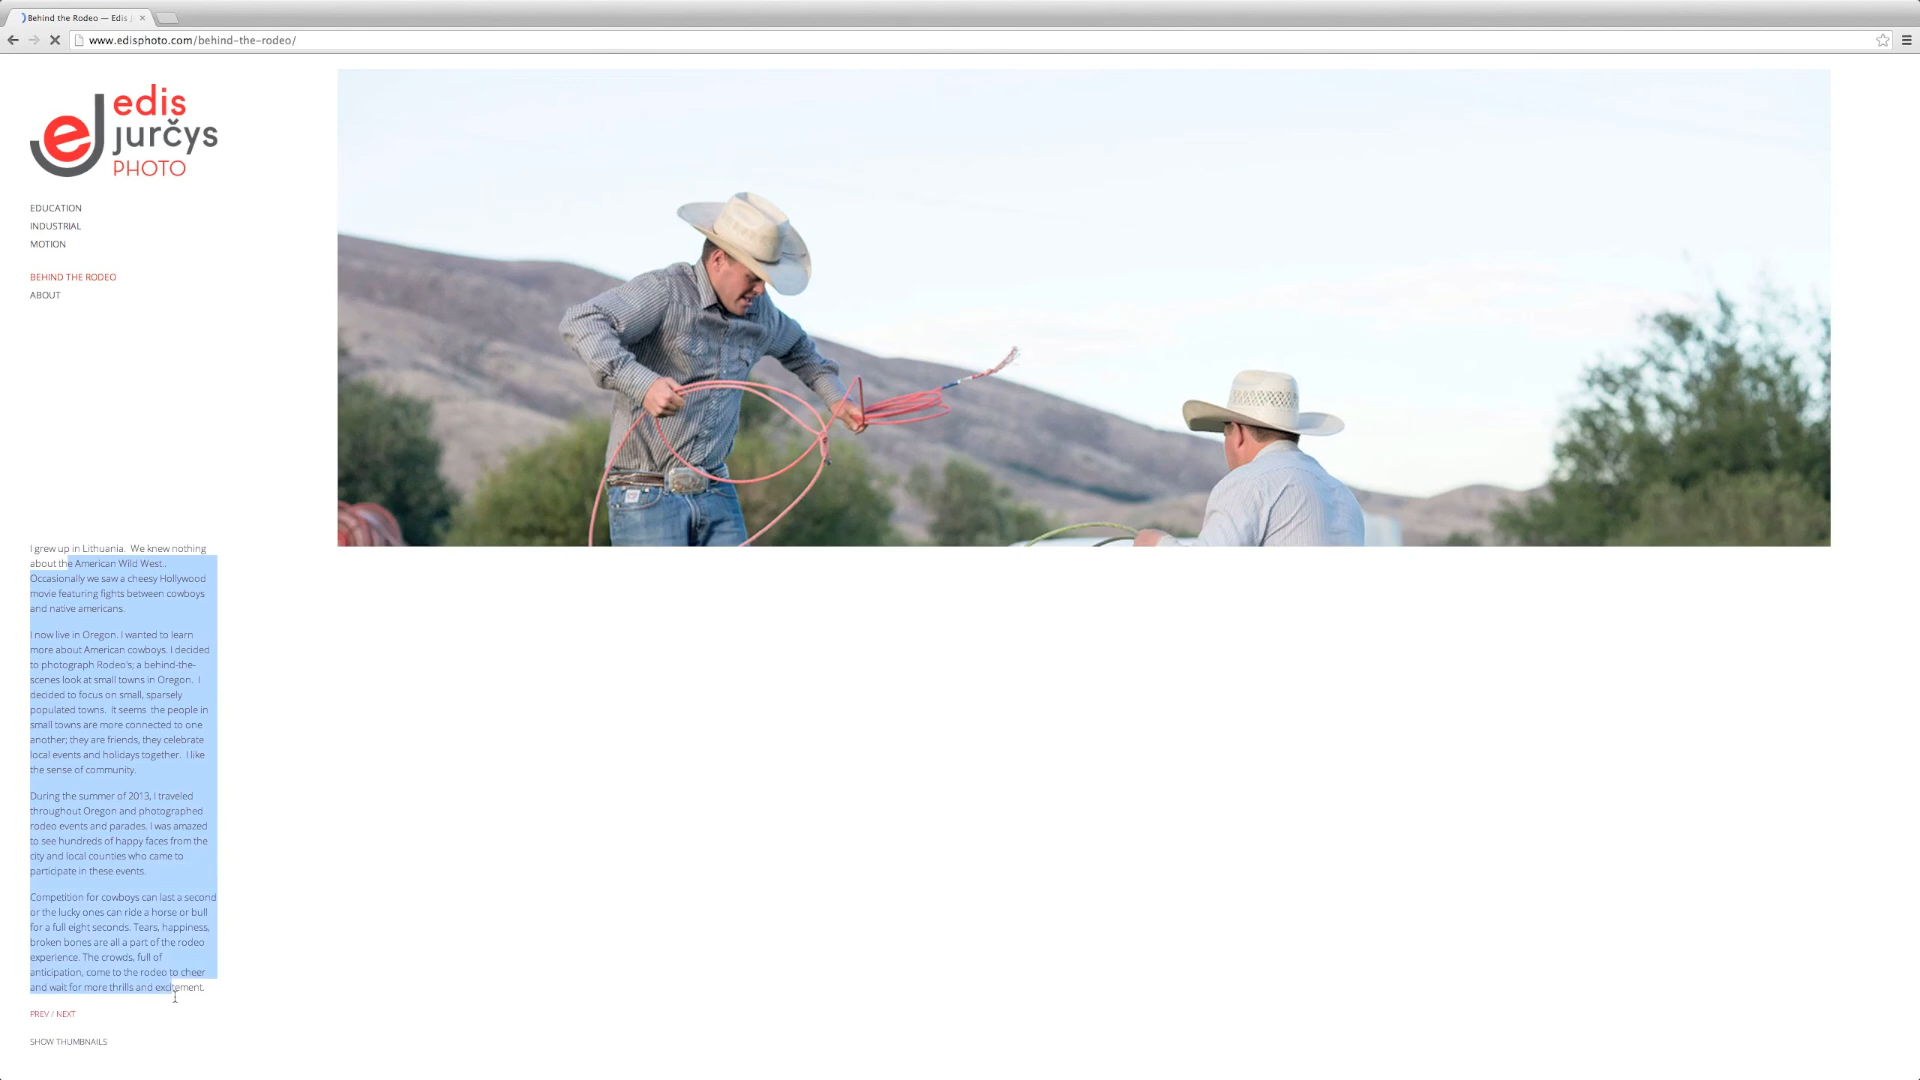 Behind the Rodeo — Edis J
www.edisphoto.com/behind-the-rodeo/
edis
jurčys
PHOTO
EDUCATION
INDUSTRIAL
MOTION
BEHIND THE RODEO
ABOUT
I grew up in Lithuania.  We knew nothing
about the American Wild West..
Occasionally we saw a cheesy Hollywood
movie featuring fights between cowboys
and native americans.
I now live in Oregon. I wanted to learn
more about American cowboys. I decided
to photograph Rodeo's; a behind-the-
scenes look at small towns in Oregon.  I
decided to focus on small, sparsely
populated towns.  It seems  the people in
small towns are more connected to one
another; they are friends, they celebrate
local events and holidays together.  I like
the sense of community.
During the summer of 2013, I traveled
throughout Oregon and photographed
rodeo events and parades. I was amazed
to see hundreds of happy faces from the
city and local counties who came to
participate in these events.
Competition for cowboys can last a second
or the lucky ones can ride a horse or bull
for a full eight seconds. Tears, happiness,
broken bones are all a part of the rodeo
experience. The crowds, full of
anticipation, come to the rodeo to cheer
and wait for more thrills and excitement.
PREV / NEXT
SHOW THUMBNAILS